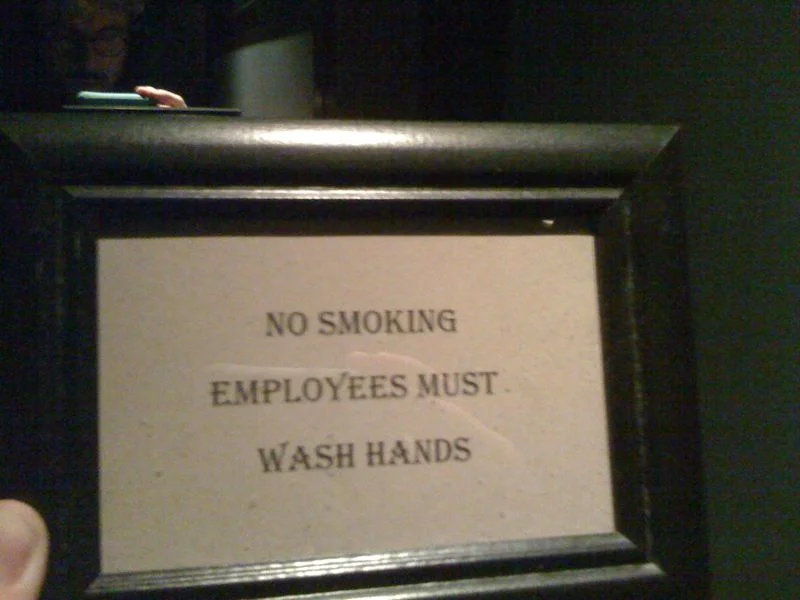 NO SMOKING
EMPLOYEES MUST
WASH HANDS